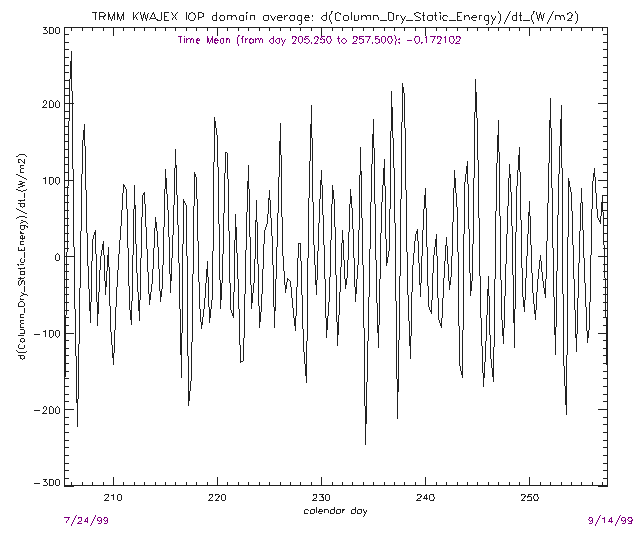 TRMM KWAJEX IOP domain average: d(Column_Dry_Static_Energy)/dt_(W/m2)
Time Mean (from day 205.250 to 257.500): -0.172102
d(Column_Dry_Static_Energy)/dt_(W/m2)
300
200
100
0
-100
-200
-300
210 220 230 240 250
calendar day
7/24/99 9/14/99